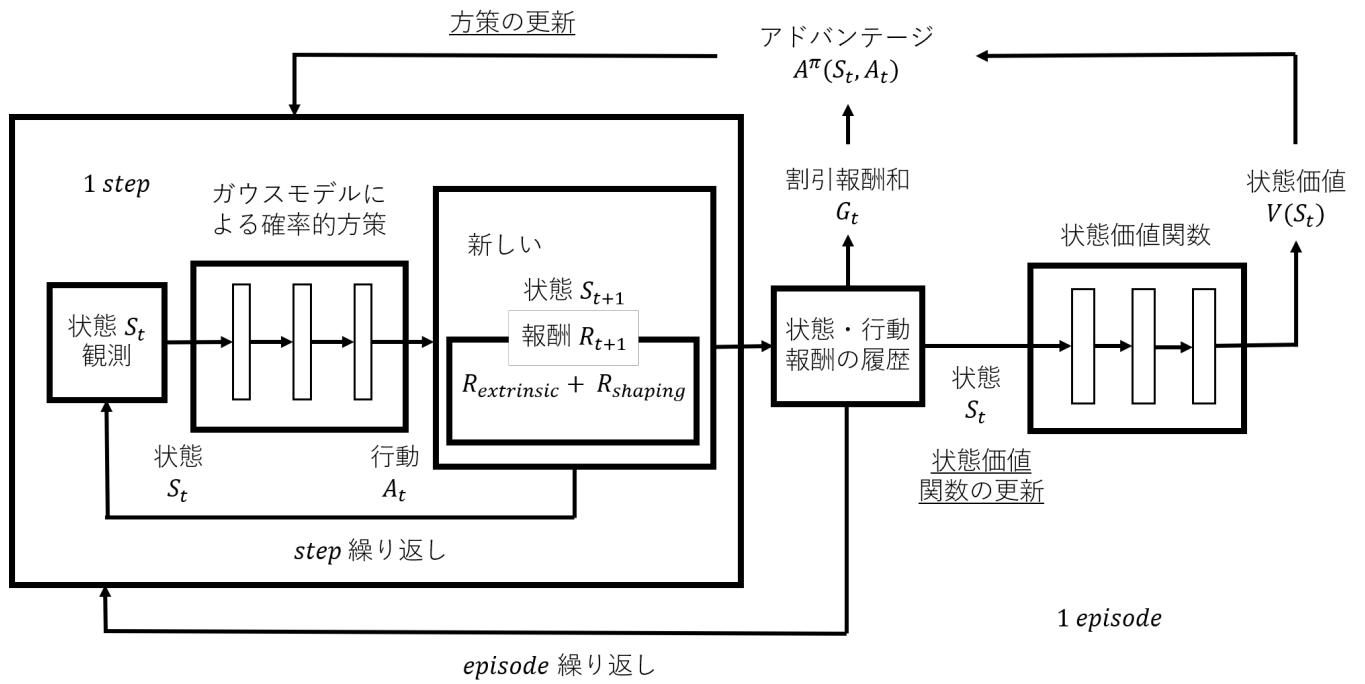 方策の更新
アドバンテージ
A^π(S_t, A_t)
1 step
ガウスモデルに
よる確率的方策
割引報酬和
G_t
状態価値
V(S_t)
状態価値関数
新しい
状態 S_{t+1}
報酬 R_{t+1}
R_{extrinsic} + R_{shaping}
状態 S_t
観測
状態・行動
報酬の履歴
状態
S_t
行動
A_t
状態
S_t
状態価値
関数の更新
step 繰り返し
1 episode
episode 繰り返し